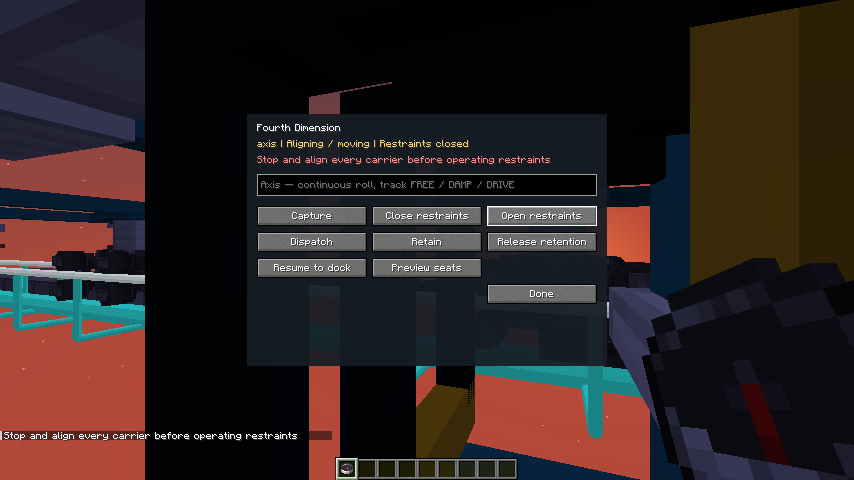 Fourth Dimension
axis | Aligning / moving | Restraints closed
Stop and align every carrier before operating restraints
Axis — continuous roll, track FREE / DAMP / DRIVE
Capture
Close restraints
Open restraints
Dispatch
Retain
Release retention
Resume to dock
Preview seats
Done
Stop and align every carrier before operating restraints